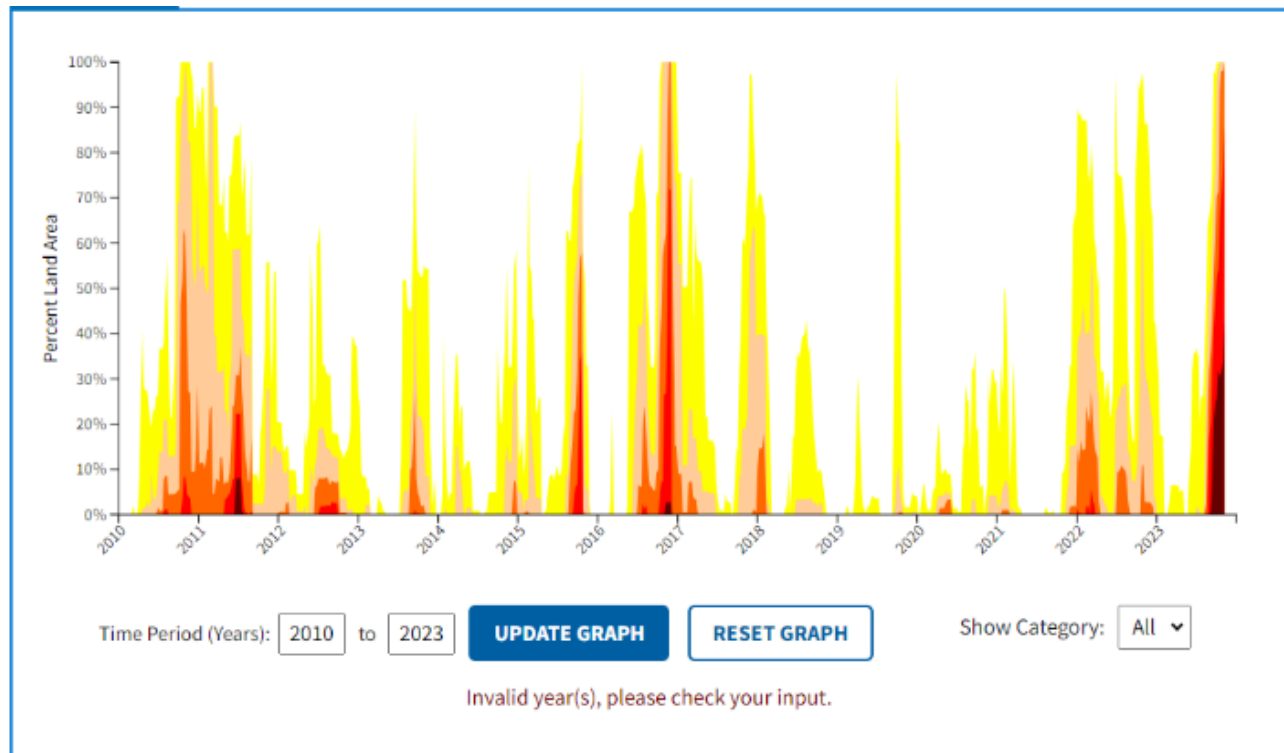 100%
90%
80%
70%
60%
50%
40%
30%
20%
10%
0%
Percent Land Area
2010 2011 2012 2013 2014 2015 2016 2017 2018 2019 2020 2021 2022 2023
Time Period (Years): 2010 to 2023 UPDATE GRAPH RESET GRAPH Show Category: All
Invalid year(s), please check your input.